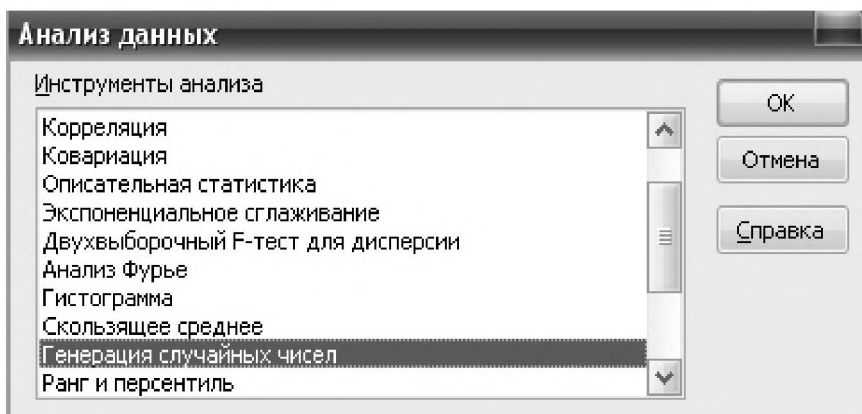 Анализ данных
Инструменты анализа
Корреляция
Ковариация
Описательная статистика
Экспоненциальное сглаживание
Двухвыборочный F-тест для дисперсии
Анализ Фурье
Гистограмма
Скользящее среднее
Генерация случайных чисел
Ранг и персентиль
ОК
Отмена
Справка